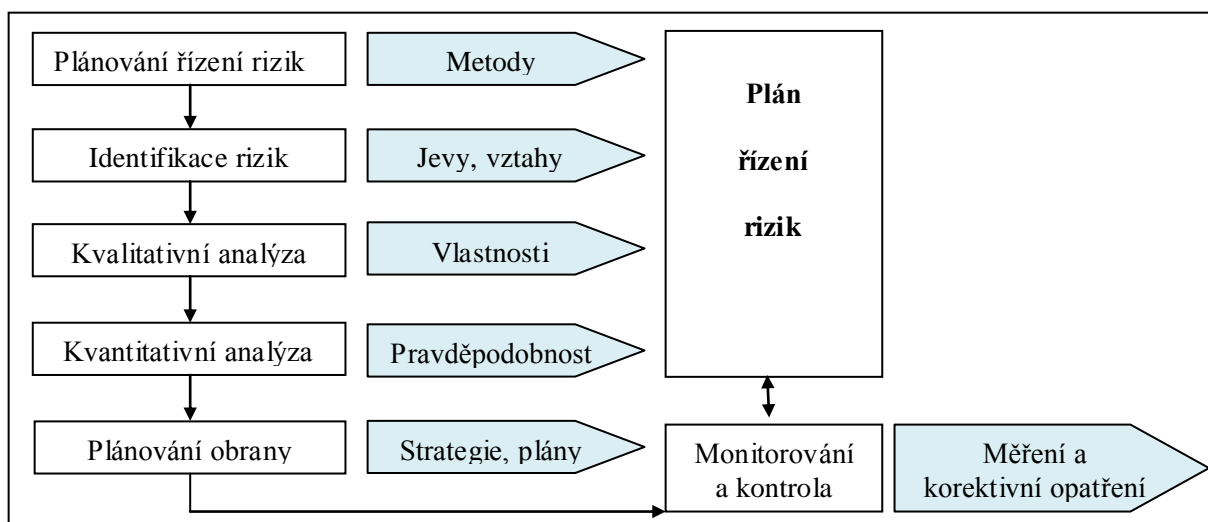 Plánování řízení rizik
Metody
Plán
řízení
rizik
Identifikace rizik
Jevy, vztahy
Kvalitativní analýza
Vlastnosti
Kvantitativní analýza
Pravděpodobnost
Plánování obrany
Strategie, plány
Monitorování
a kontrola
Měření a
korektivní opatření